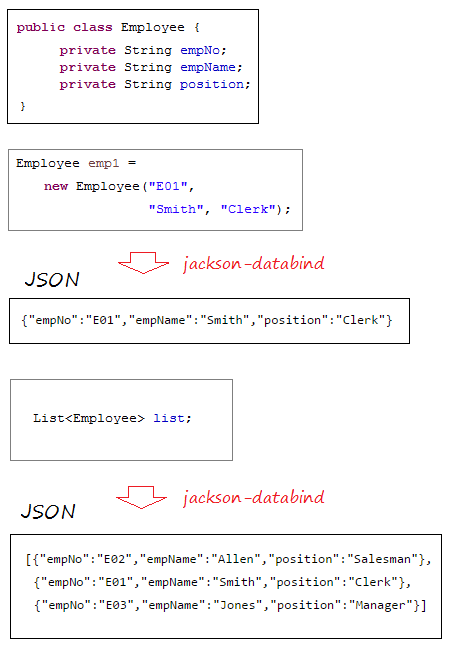 public class Employee {
private String empNo;
private String empName;
private String position;
}
Employee emp1 =
new Employee("E01",
"Smith", "Clerk");
jackson-databind
JSON
{"empNo":"E01","empName":"Smith","position":"Clerk"}
List<Employee> list;
jackson-databind
JSON
[{"empNo":"E02","empName":"Allen","position":"Salesman"},
{"empNo":"E01","empName":"Smith","position":"Clerk"},
{"empNo":"E03","empName":"Jones","position":"Manager"}]